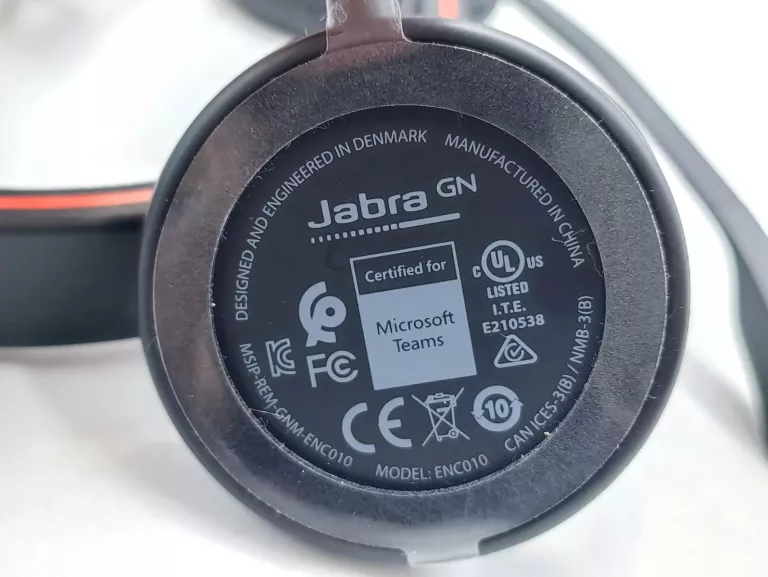 DESIGNED AND ENGINEERED IN DENMARK
MANUFACTURED IN CHINA
Jabra GN
Certified for
Microsoft
Teams
C UL US
LISTED
I.T.E.
E210538
FC
CE
10
MSIP-REM-GNM-ENC010
MODEL: ENC010
CAN ICES-3(B) / NMB-3(B)